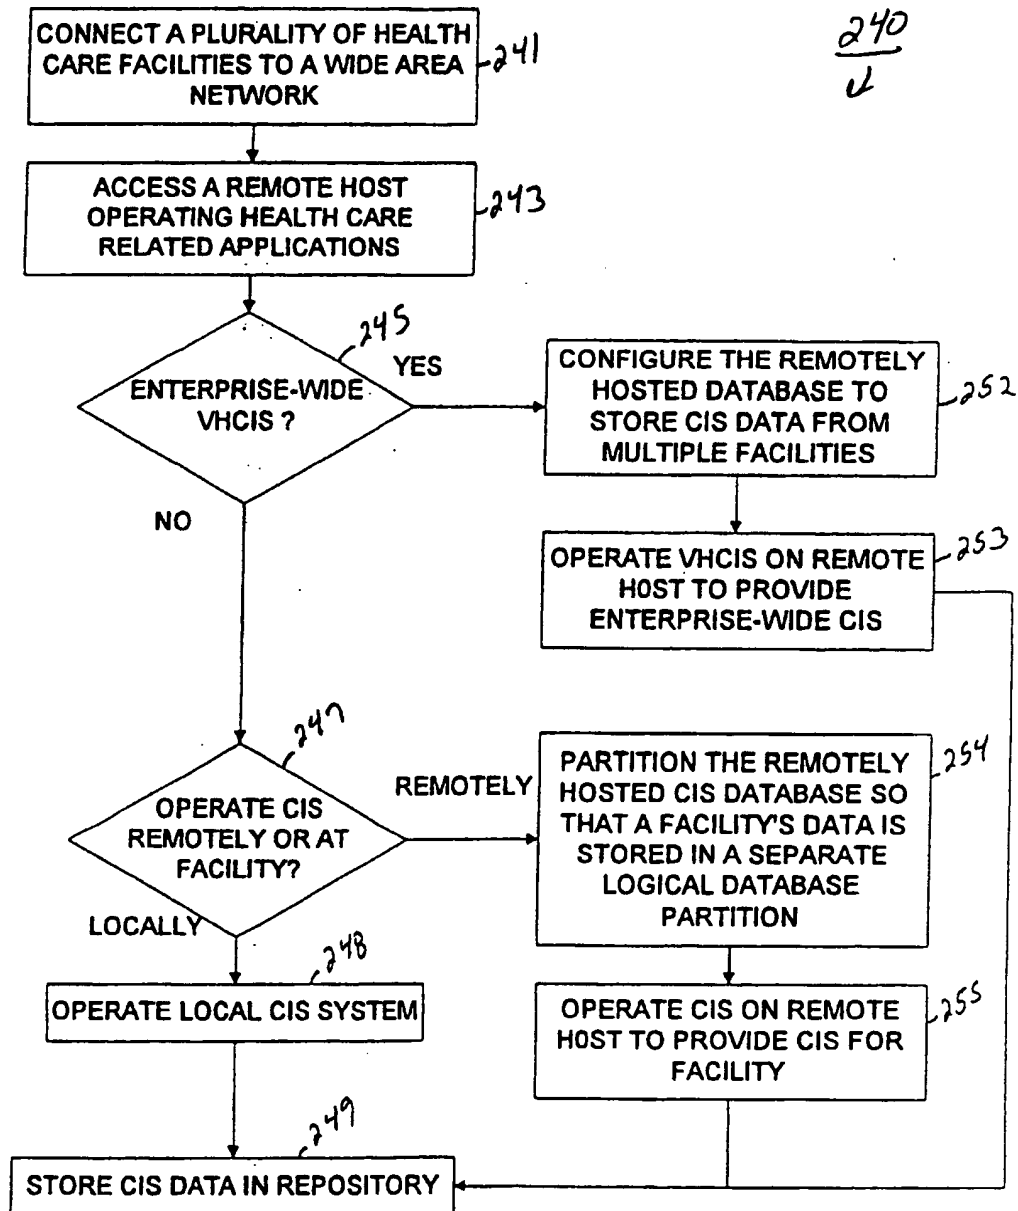 240
CONNECT A PLURALITY OF HEALTH
CARE FACILITIES TO A WIDE AREA
NETWORK
241
ACCESS A REMOTE HOST
OPERATING HEALTH CARE
RELATED APPLICATIONS
243
245
ENTERPRISE-WIDE
VHCIS ?
YES
NO
CONFIGURE THE REMOTELY
HOSTED DATABASE TO
STORE CIS DATA FROM
MULTIPLE FACILITIES
252
OPERATE VHCIS ON REMOTE
HOST TO PROVIDE
ENTERPRISE-WIDE CIS
253
247
OPERATE CIS
REMOTELY OR AT
FACILITY?
REMOTELY
LOCALLY
PARTITION THE REMOTELY
HOSTED CIS DATABASE SO
THAT A FACILITY'S DATA IS
STORED IN A SEPARATE
LOGICAL DATABASE
PARTITION
254
248
OPERATE LOCAL CIS SYSTEM
OPERATE CIS ON REMOTE
HOST TO PROVIDE CIS FOR
FACILITY
255
249
STORE CIS DATA IN REPOSITORY